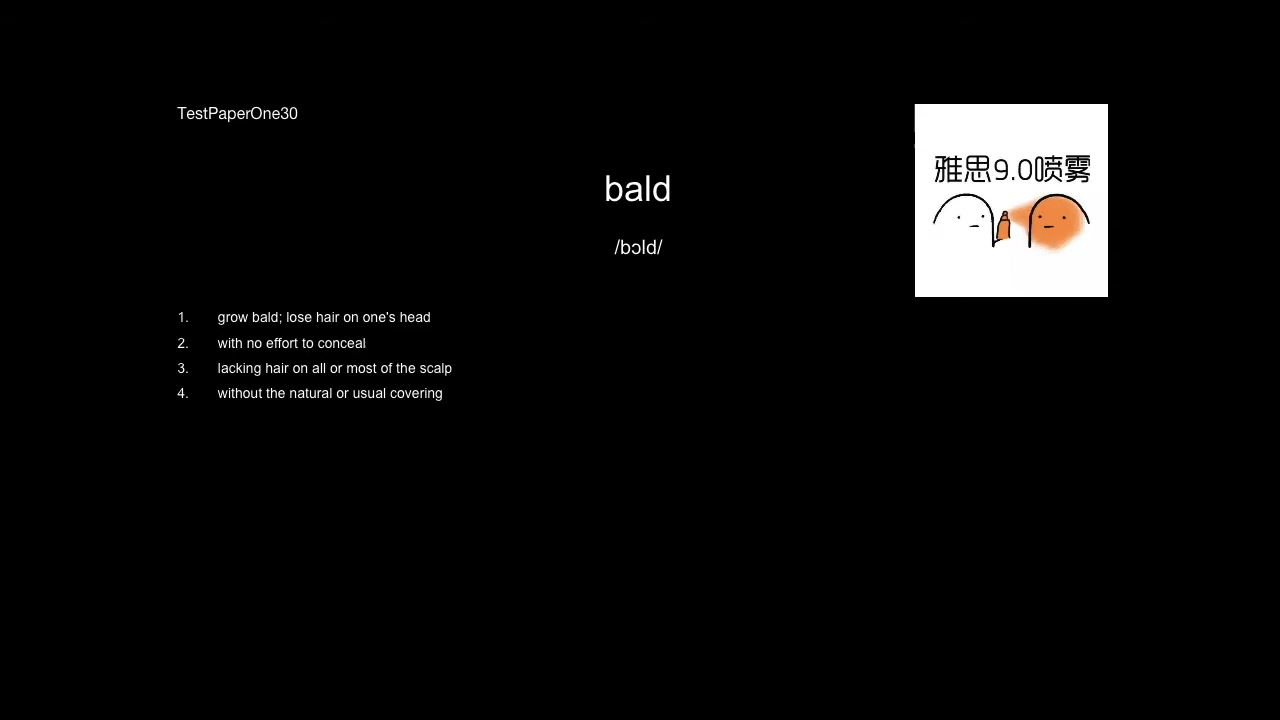 TestPaperOne30
雅思9.0喷雾
bald
/bɔld/
1. grow bald; lose hair on one's head
2. with no effort to conceal
3. lacking hair on all or most of the scalp
4. without the natural or usual covering